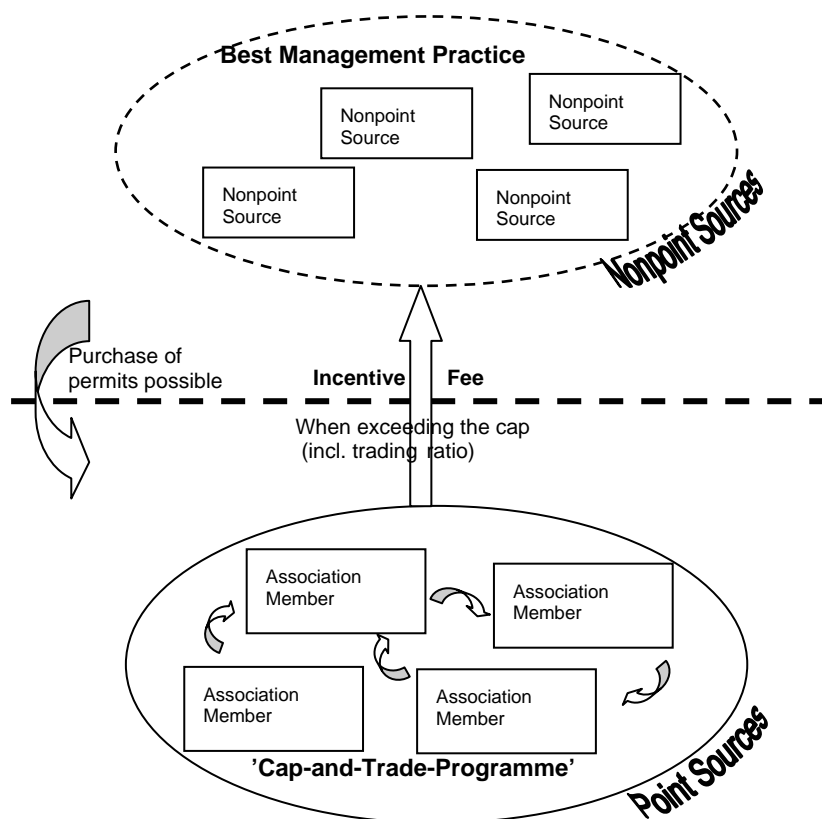 Best Management Practice
Nonpoint
Source
Nonpoint
Source
Nonpoint
Source
Nonpoint
Source
Nonpoint Sources
Purchase of
permits possible
Incentive Fee
When exceeding the cap
(incl. trading ratio)
Association
Member
Association
Member
Association
Member
Association
Member
'Cap-and-Trade-Programme'
Point Sources